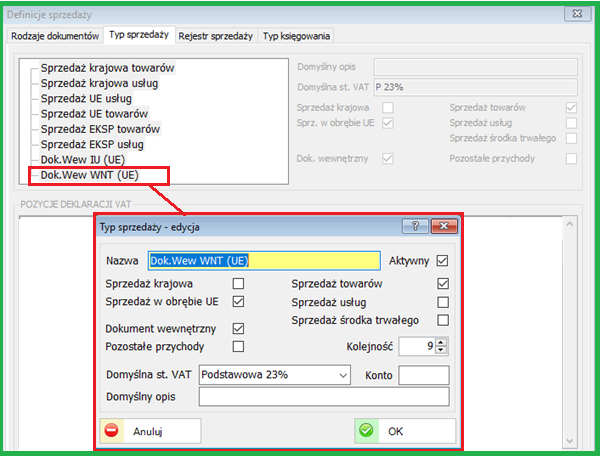 Definicje sprzedaży
Rodzaje dokumentów Typ sprzedaży Rejestr sprzedaży Typ księgowania
Sprzedaż krajowa towarów
Sprzedaż krajowa usług
Sprzedaż UE usług
Sprzedaż UE towarów
Sprzedaż EKSP towarów
Sprzedaż EKSP usług
Dok.Wew IU (UE)
Dok.Wew WNT (UE)
Domyślny opis
Domyślna st. VAT P 23%
Sprzedaż krajowa Sprzedaż towarów
Sprz. w obrębie UE Sprzedaż usług
Sprzedaż środka trwałego
Dok. wewnętrzny Pozostałe przychody
POZYCJE DEKLARACJI VAT
Typ sprzedaży - edycja
Nazwa Dok.Wew WNT (UE) Aktywny
Sprzedaż krajowa Sprzedaż towarów
Sprzedaż w obrębie UE Sprzedaż usług
Sprzedaż środka trwałego
Dokument wewnętrzny
Pozostałe przychody Kolejność 9
Domyślna st. VAT Podstawowa 23% Konto
Domyślny opis
Anuluj OK